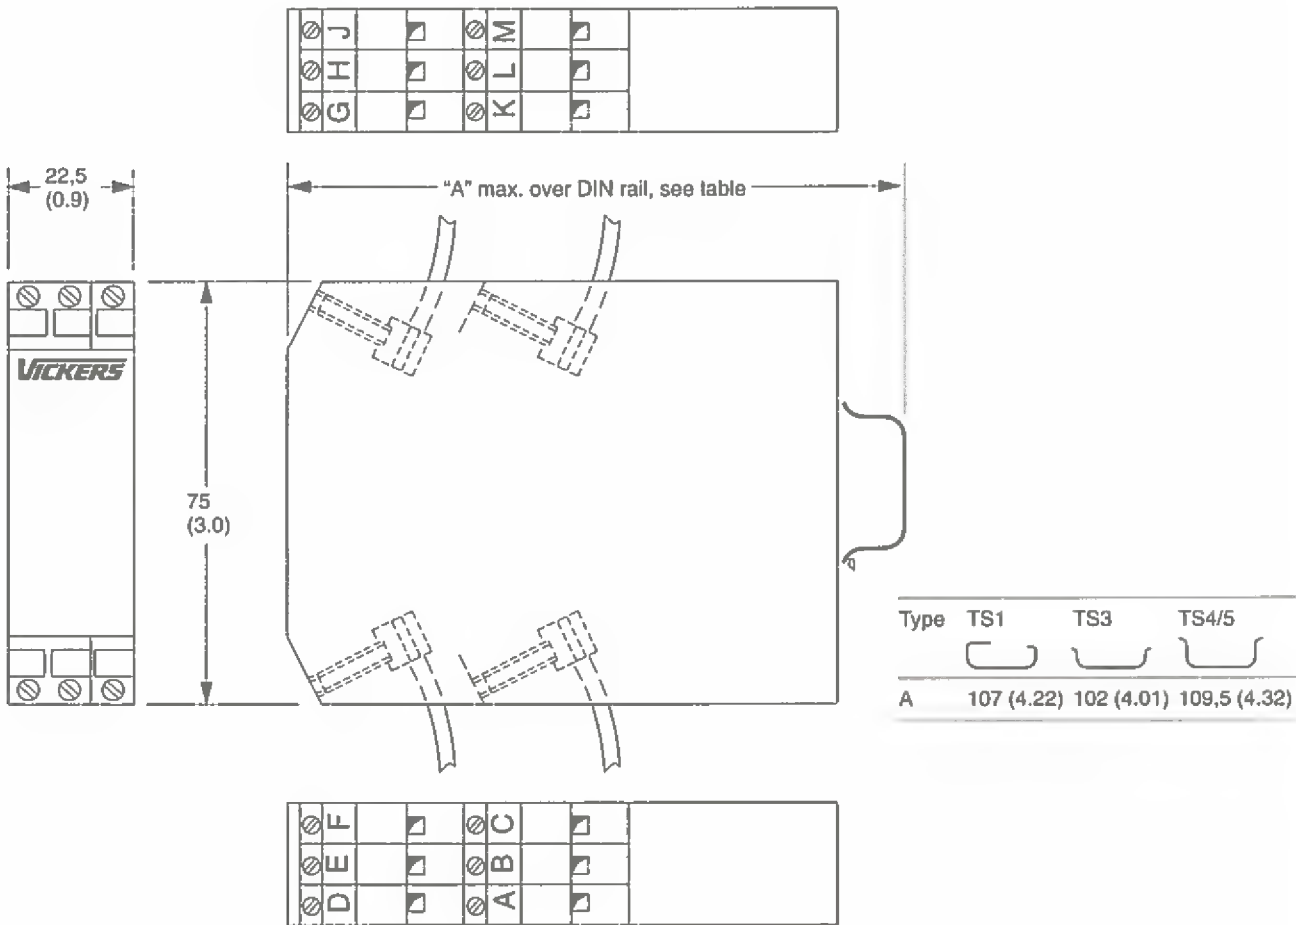 J M
H L
G K
22,5
(0.9)
"A" max. over DIN rail, see table
VICKERS
75
(3.0)
Type TS1 TS3 TS4/5
A 107 (4.22) 102 (4.01) 109,5 (4.32)
F C
E B
D A